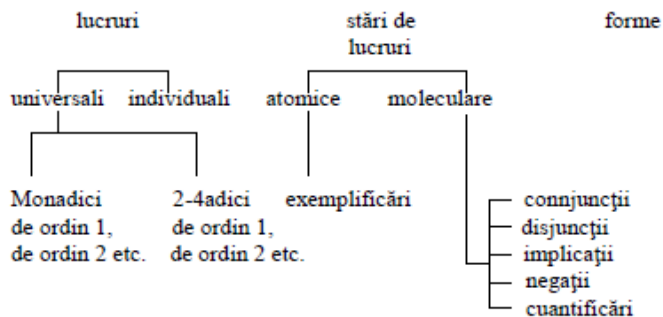 lucruri
stări de
lucruri
forme
universali
individuali
atomice
moleculare
Monadici
de ordin 1,
de ordin 2 etc.
2-4adici
de ordin 1,
de ordin 2 etc.
exemplificări
connjuncţii
disjuncţii
implicaţii
negaţii
cuantificări